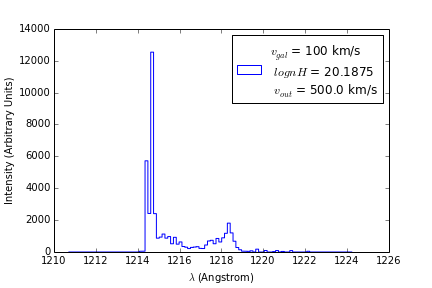 14000
12000
10000
8000
6000
4000
2000
0
Intensity (Arbitrary Units)
v_gal = 100 km/s
lognH = 20.1875
v_out = 500.0 km/s
1210 1212 1214 1216 1218 1220 1222 1224 1226
λ (Angstrom)